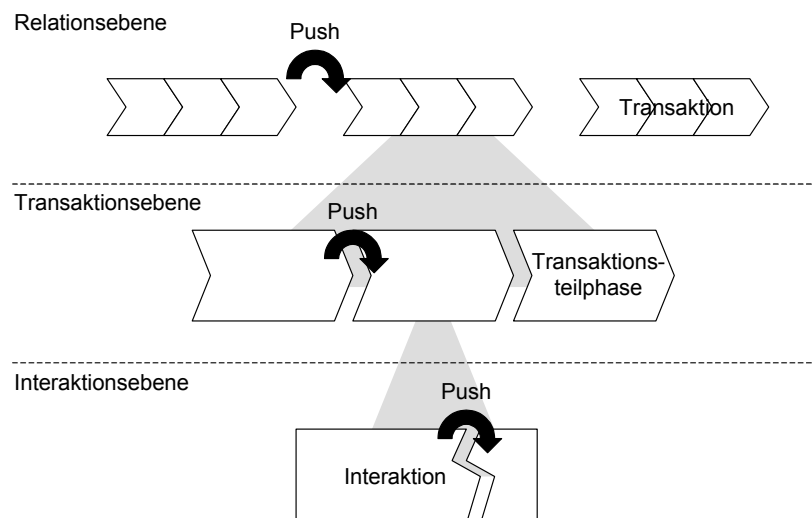 Relationsebene
Push
Transaktion
Transaktionsebene
Push
Transaktions-
teilphase
Interaktionsebene
Push
Interaktion